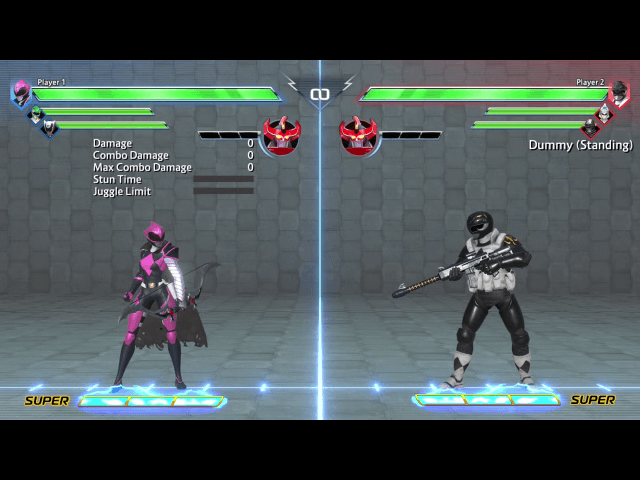 Player 1
Player 2
∞
Dummy (Standing)
Damage 0
Combo Damage 0
Max Combo Damage 0
Stun Time
Juggle Limit
SUPER
SUPER